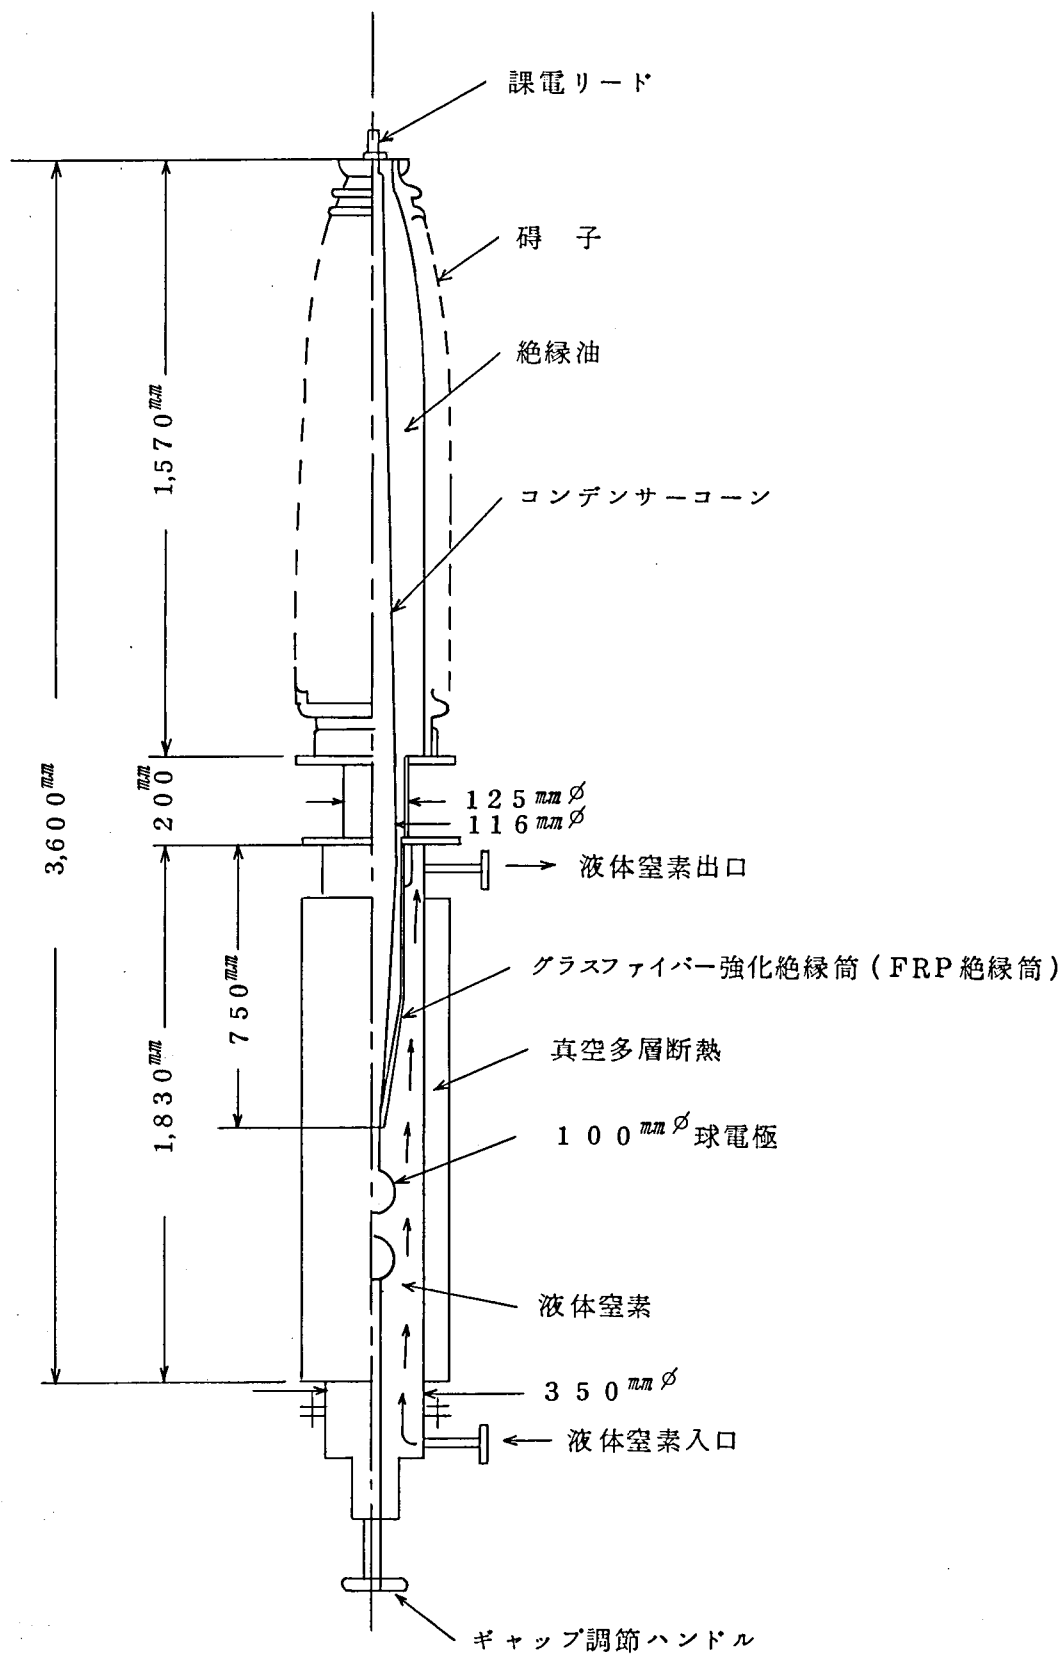 課電リード
碍 子
絶縁油
コンデンサーコーン
1,570mm
3,600mm
200mm
125mmφ
116mmφ
液体窒素出口
グラスファイバー強化絶縁筒(FRP絶縁筒)
750mm
真空多層断熱
1,830mm
100mmφ球電極
液体窒素
350mmφ
液体窒素入口
ギャップ調節ハンドル